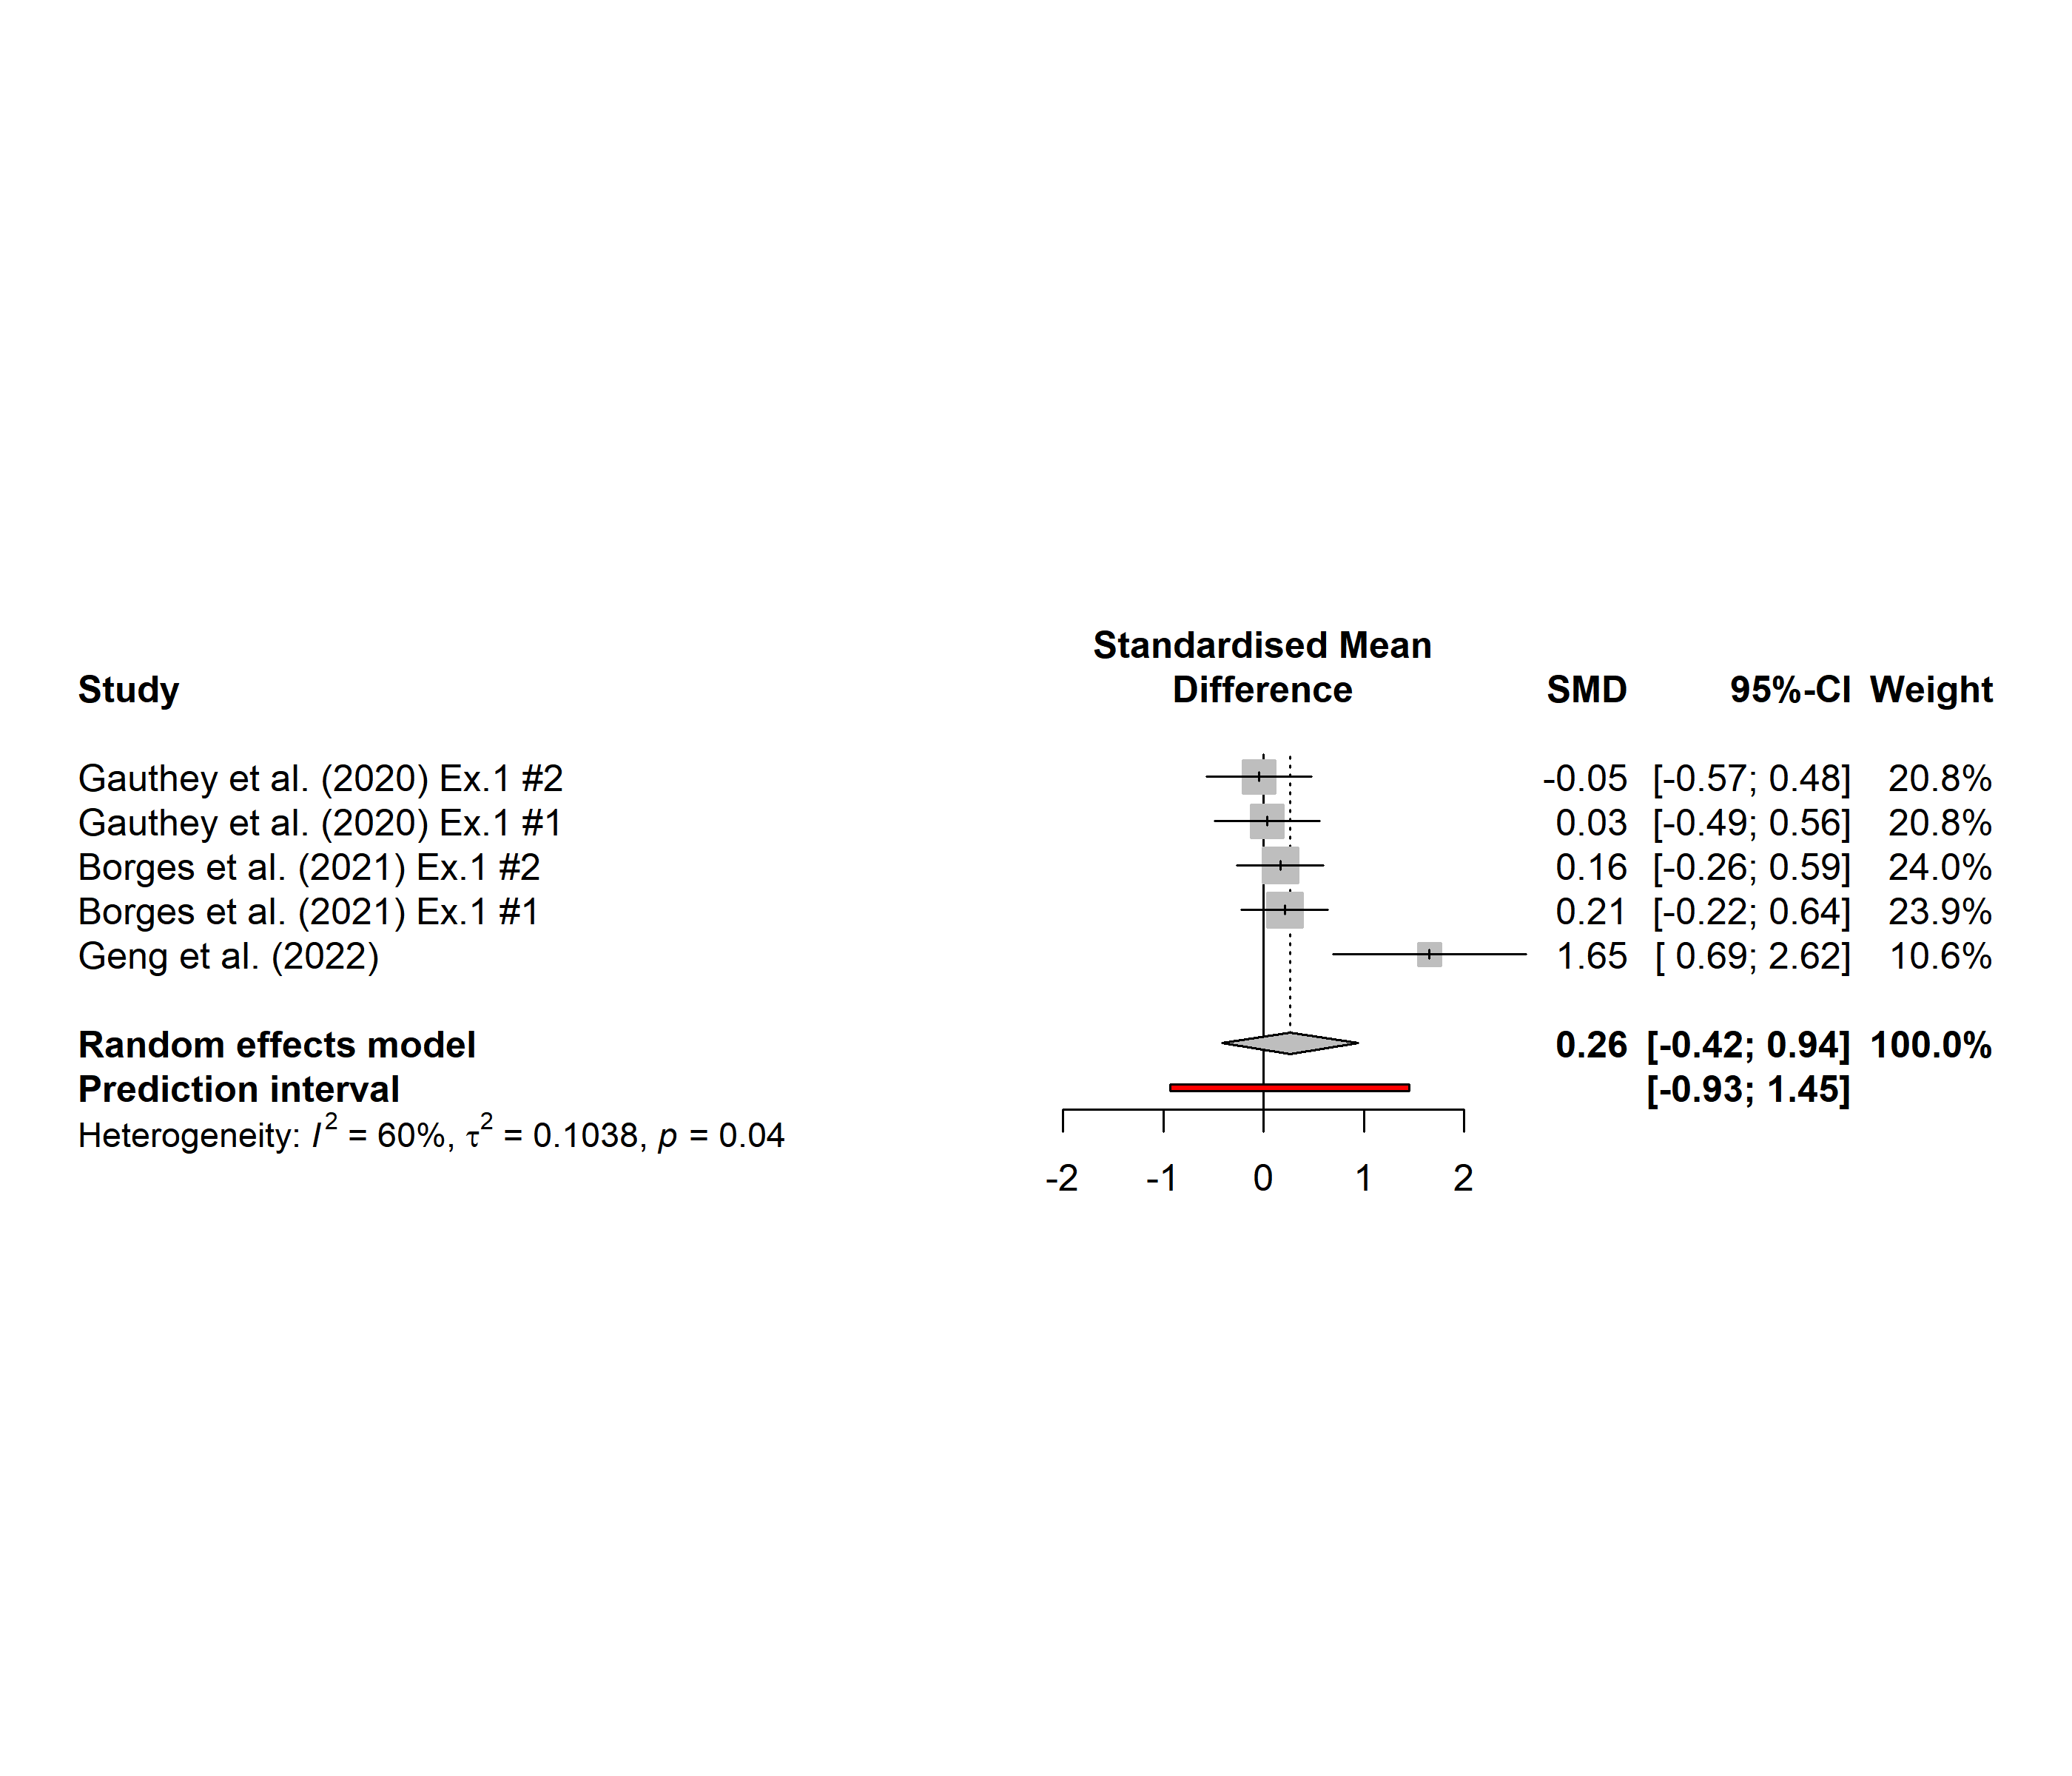 Standardised Mean
Study Difference SMD 95%-CI Weight
Gauthey et al. (2020) Ex.1 #2 -0.05 [-0.57; 0.48] 20.8%
Gauthey et al. (2020) Ex.1 #1 0.03 [-0.49; 0.56] 20.8%
Borges et al. (2021) Ex.1 #2 0.16 [-0.26; 0.59] 24.0%
Borges et al. (2021) Ex.1 #1 0.21 [-0.22; 0.64] 23.9%
Geng et al. (2022) 1.65 [ 0.69; 2.62] 10.6%
Random effects model 0.26 [-0.42; 0.94] 100.0%
Prediction interval [-0.93; 1.45]
Heterogeneity: I² = 60%, τ² = 0.1038, p = 0.04
-2 -1 0 1 2